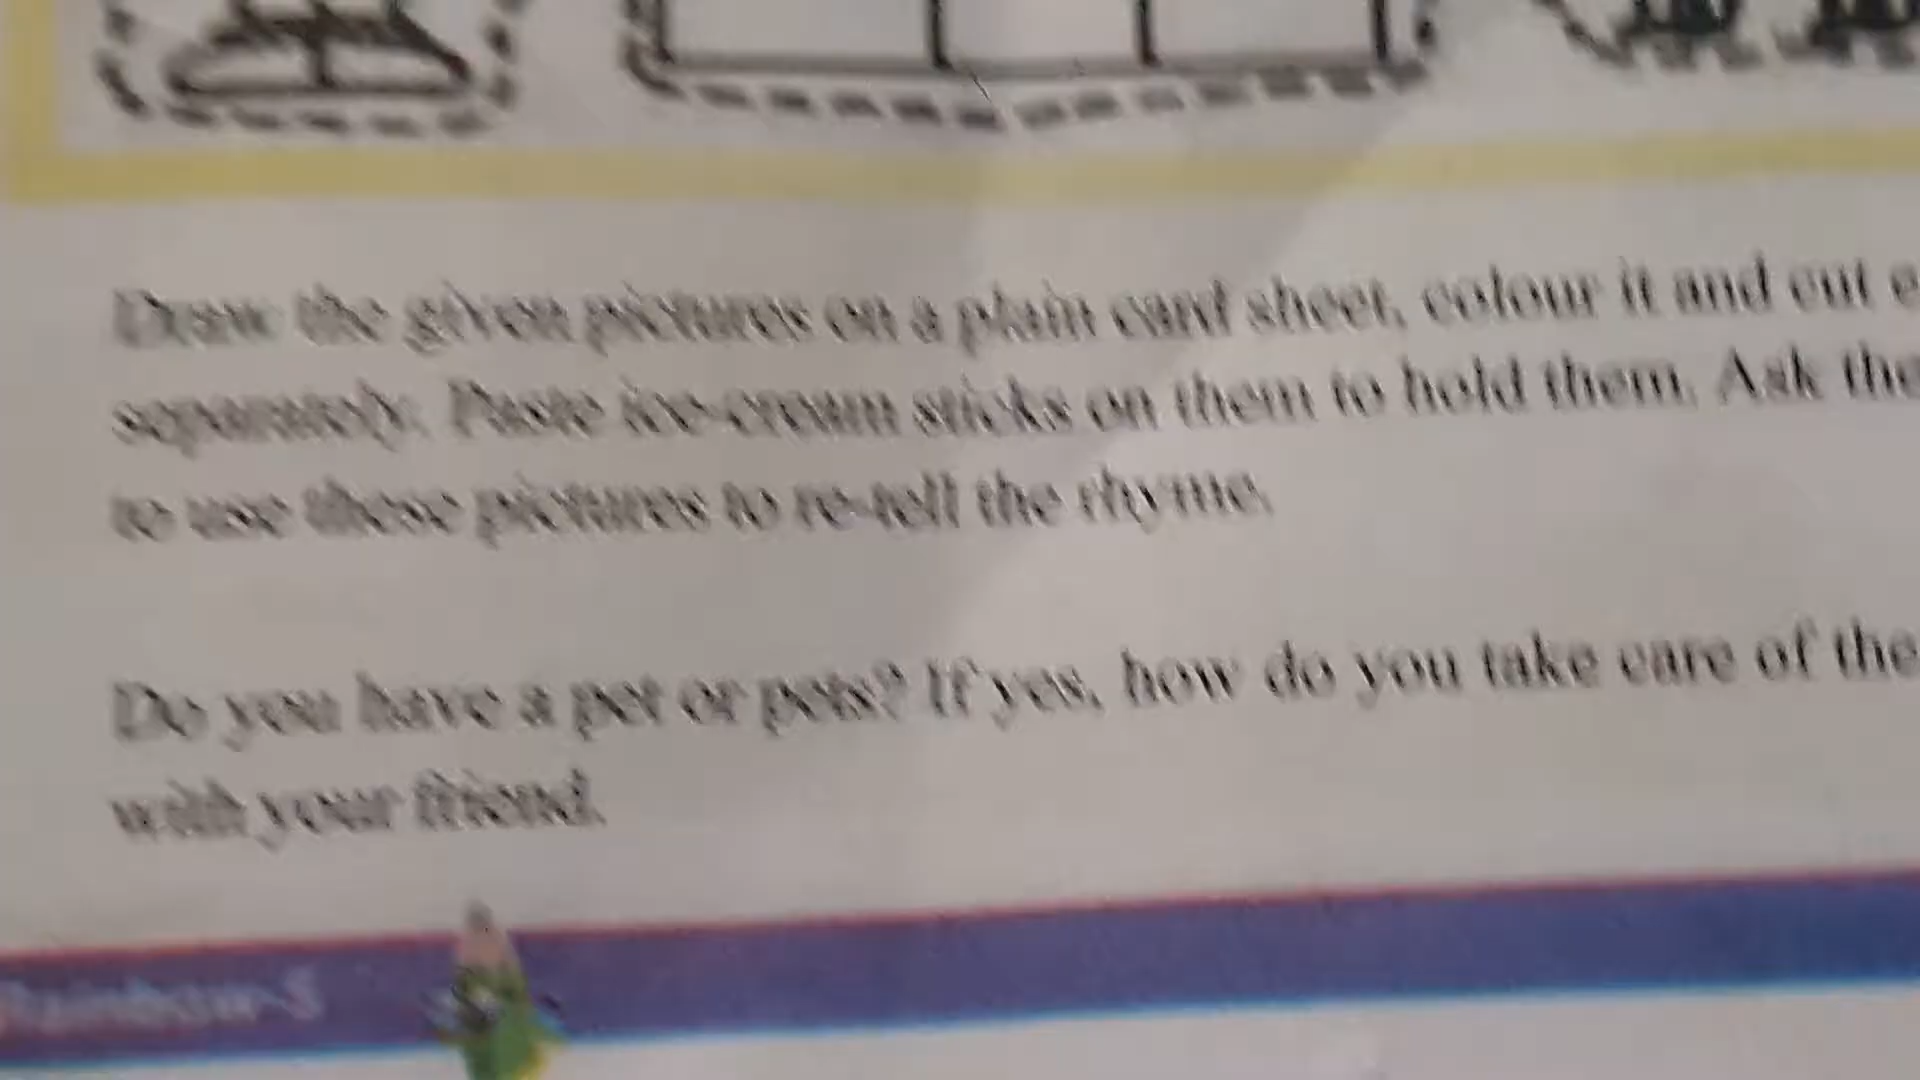 Draw the given pictures on a plain card sheet, colour it and cut
separately. Paste ice-cream sticks on them to hold them. Ask the
to use these pictures to re-tell the rhyme.
Do you have a pet or pets? If yes, how do you take care of the
with your friend.
Rainbow-5